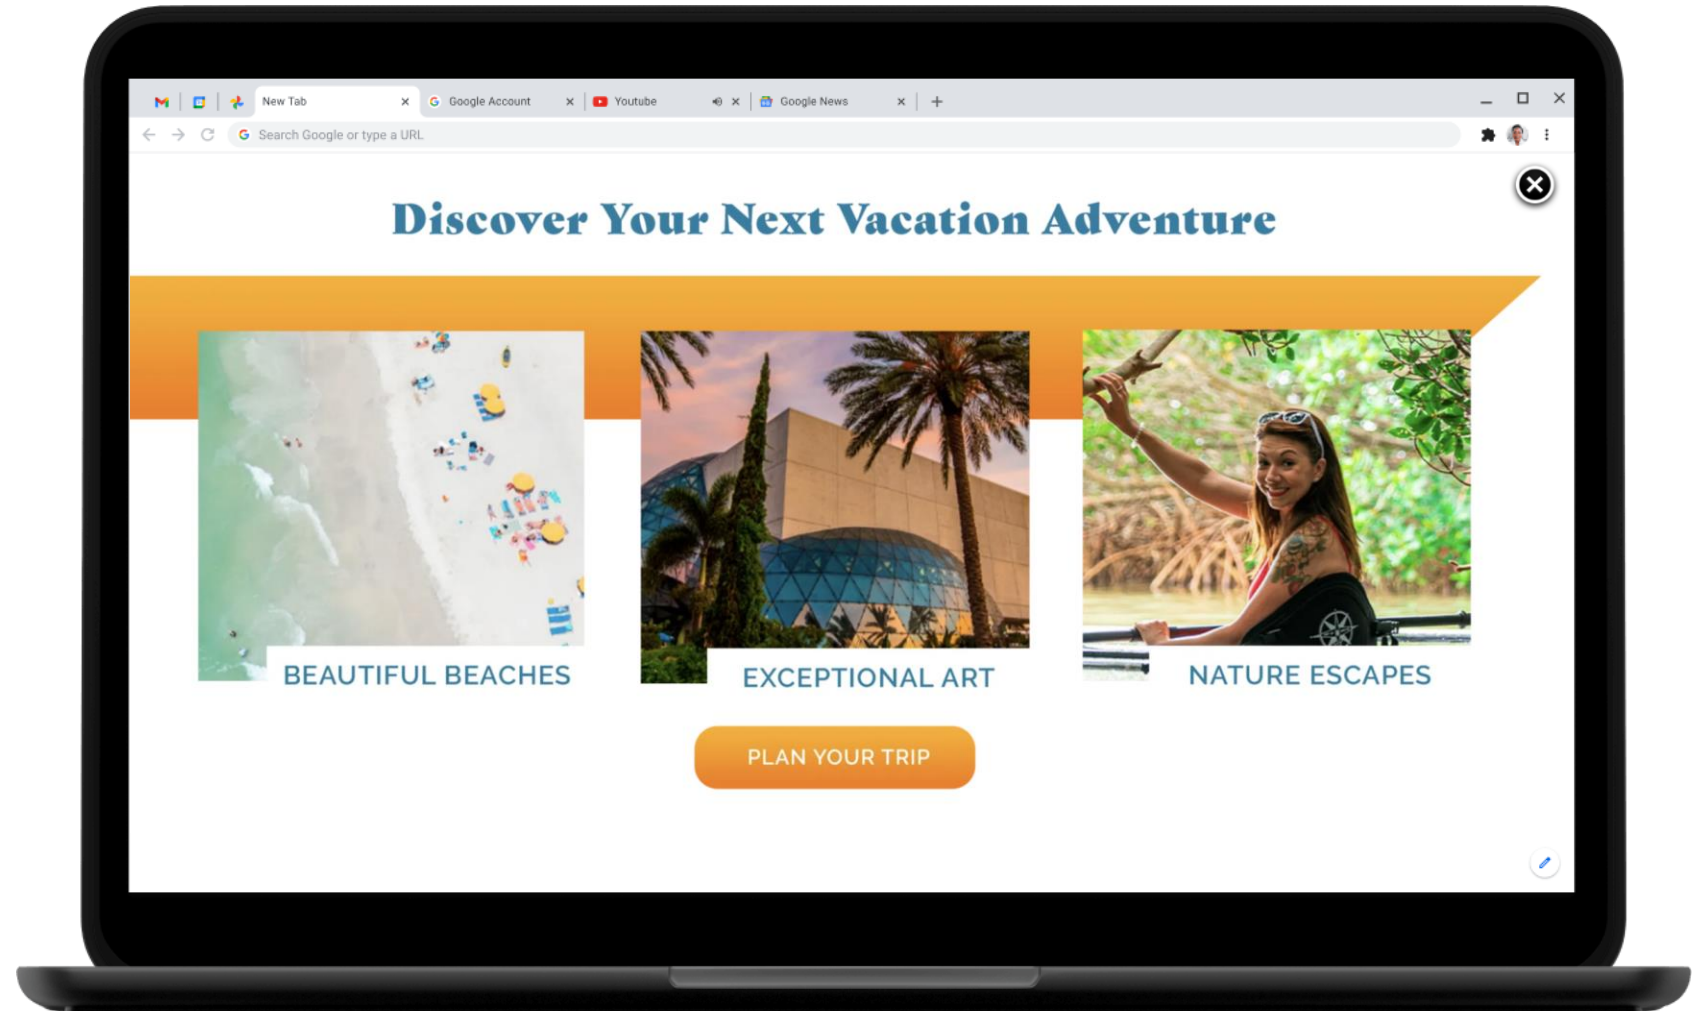 New Tab
Google Account
Youtube
Google News
Search Google or type a URL
Discover Your Next Vacation Adventure
BEAUTIFUL BEACHES
EXCEPTIONAL ART
NATURE ESCAPES
PLAN YOUR TRIP